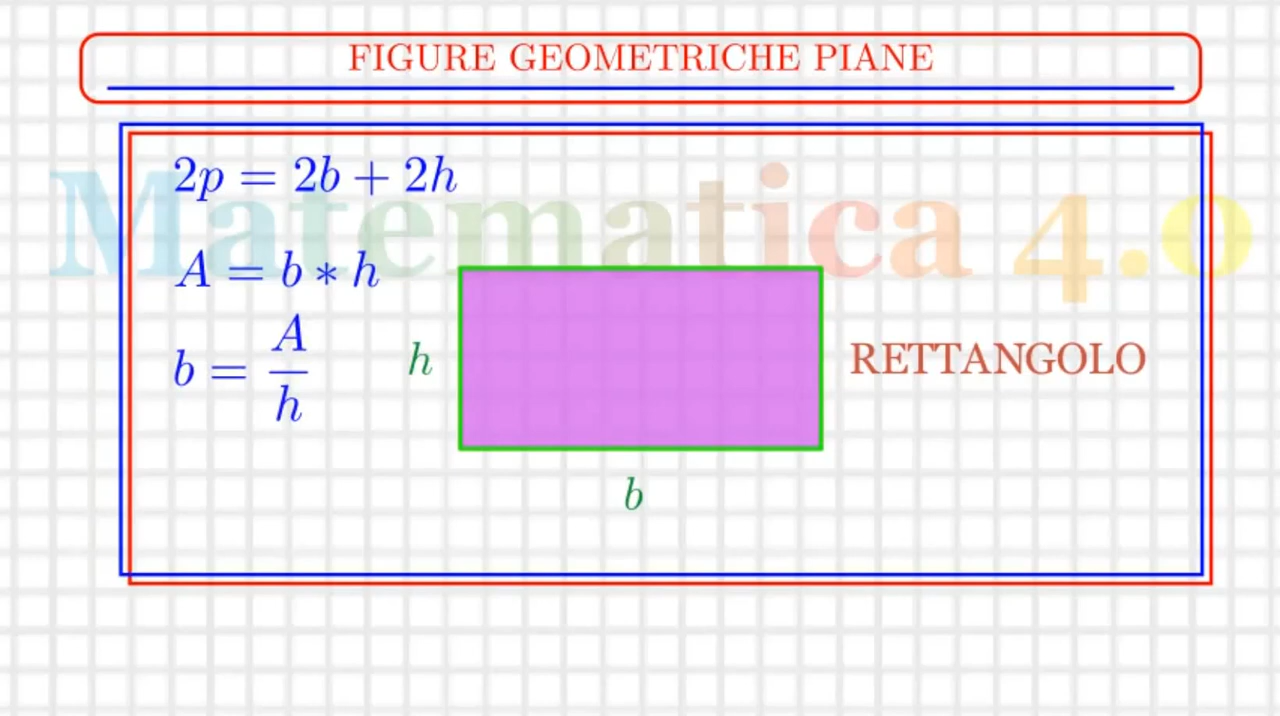 FIGURE GEOMETRICHE PIANE
2p = 2b + 2h
Matematica 4.0
A = b * h
b = A/h
h
RETTANGOLO
b